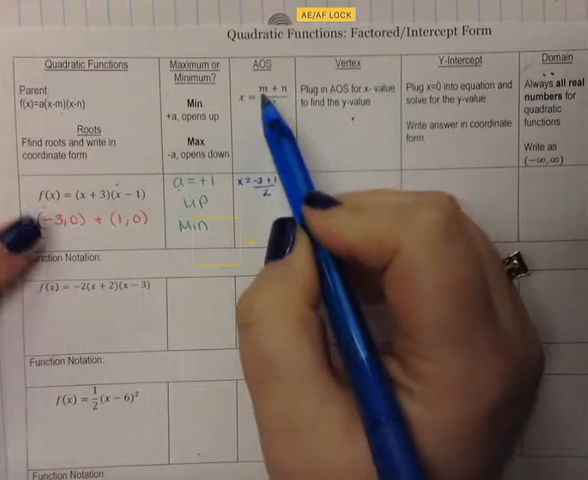 AE/AF LOCK
Quadratic Functions: Factored/Intercept Form
Quadratic Functions
Parent:
f(x)=a(x-m)(x-n)
Roots
Ffind roots and write in
coordinate form
Maximum or
Minimum?
Min
+a, opens up
Max
-a, opens down
AOS
x = m + n
Vertex
Plug in AOS for x- value
to find the y-value
Y-Intercept
Plug x=0 into equation and
solve for the y-value
Write answer in coordinate
form.
Domain
Always all real
numbers for
quadratic
functions
Write as
(-∞, ∞)
f(x) = (x + 3)(x − 1)
(-3,0) + (1,0)
a = +1
up
Min
x = -3 + 1
2
Function Notation:
f(x) = −2(x + 2)(x − 3)
Function Notation:
f(x) = 1/2 (x − 6)²
Function Notation